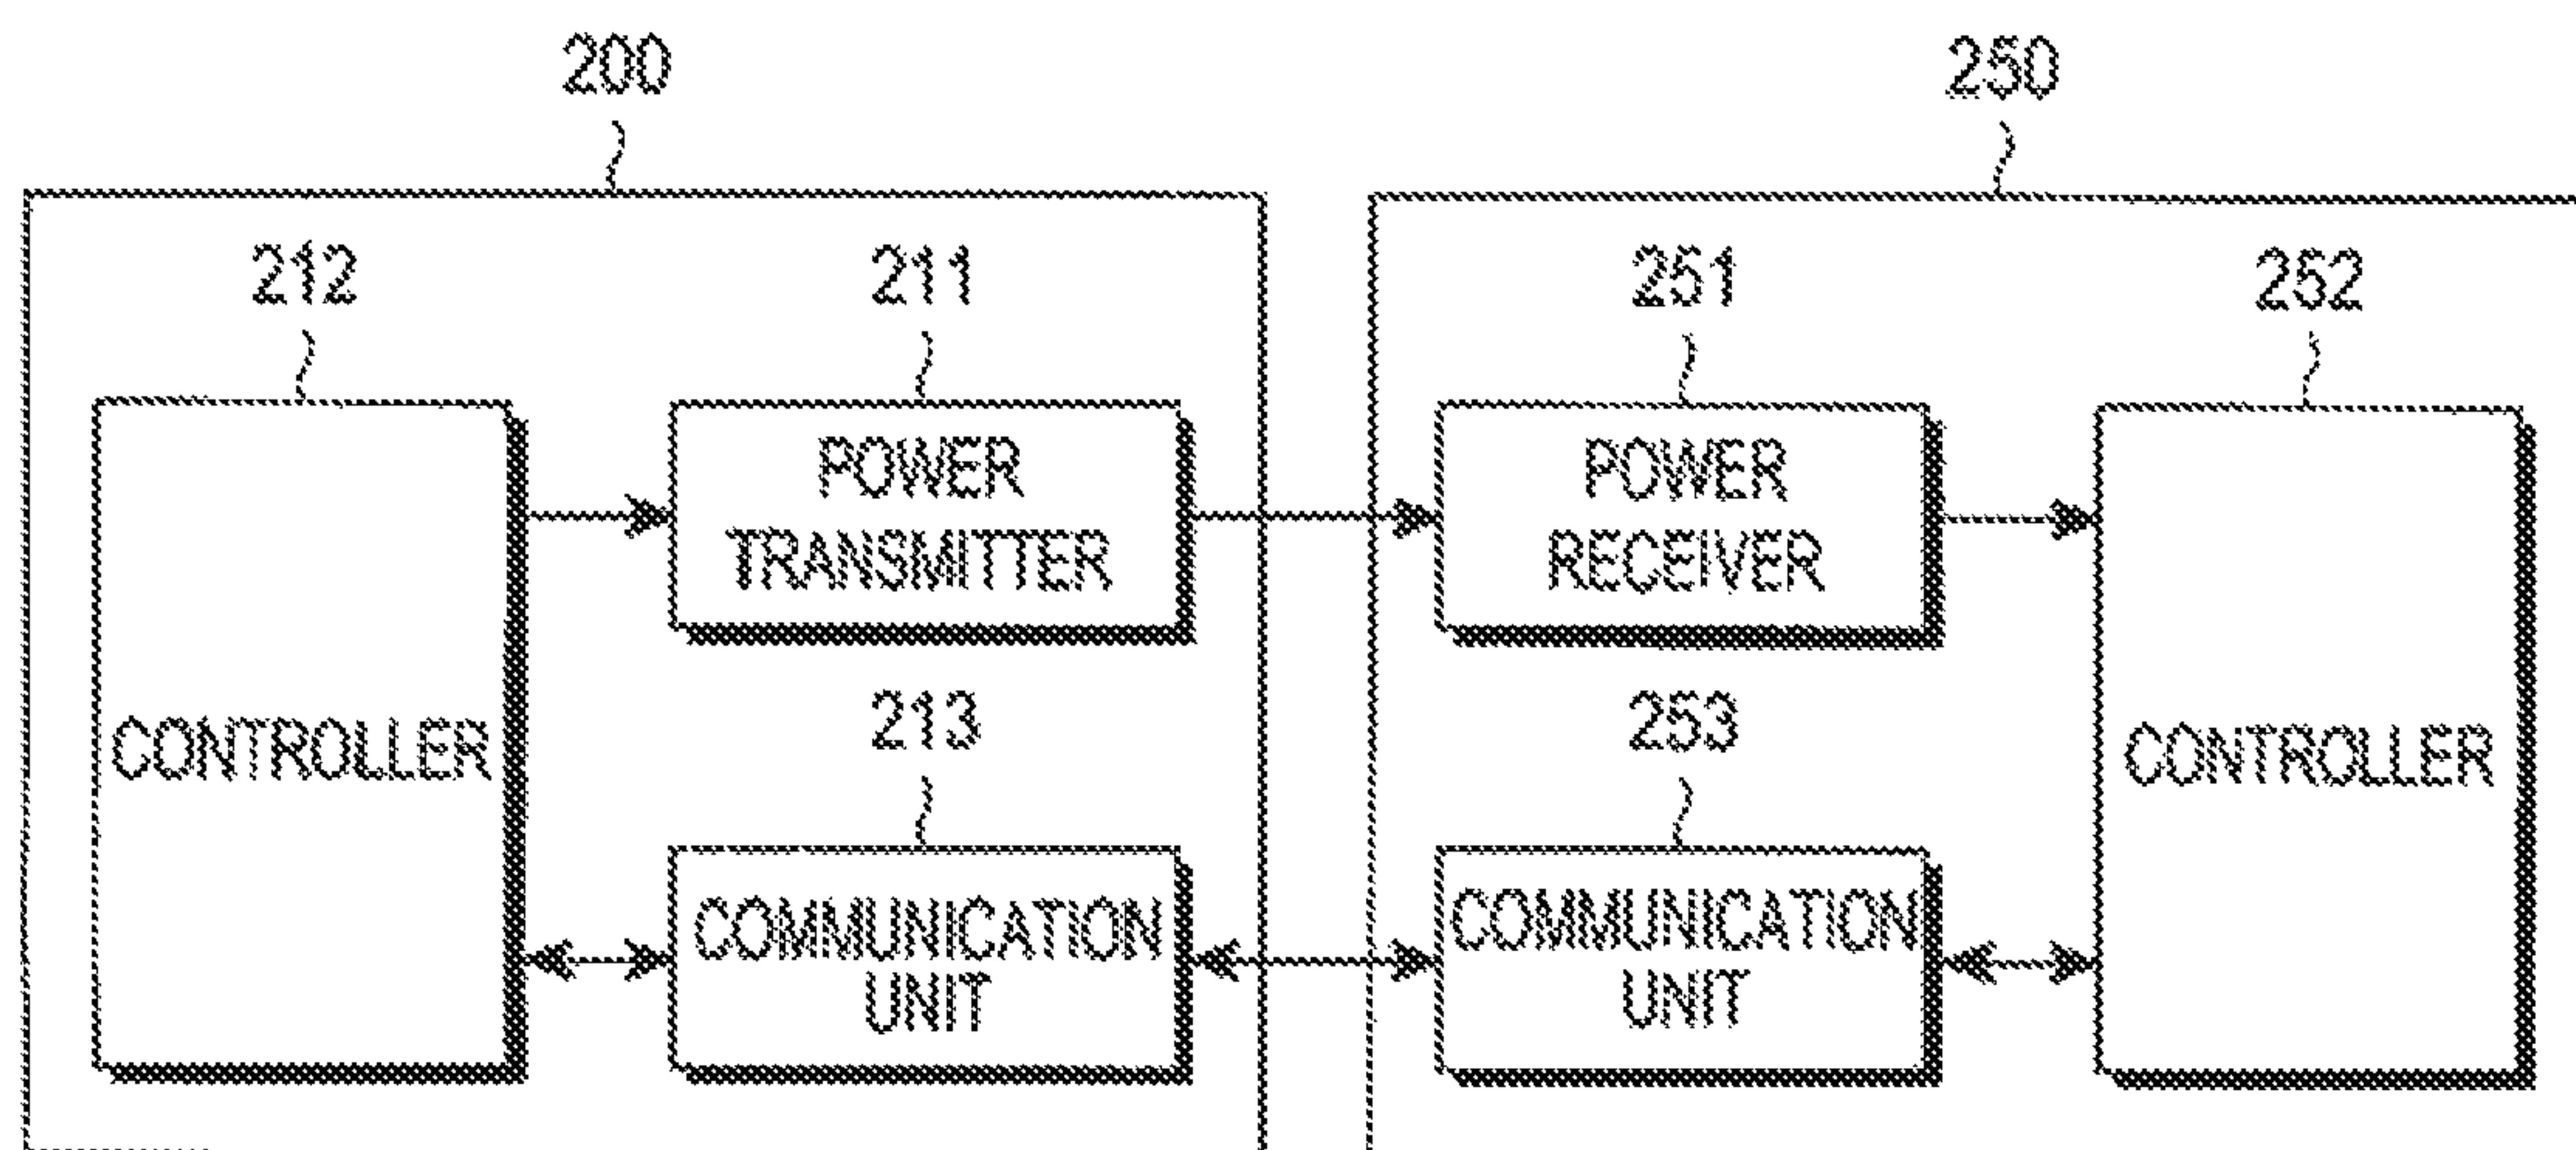 200
250
212
211
251
252
POWER
TRANSMITTER
POWER
RECEIVER
213
253
CONTROLLER
CONTROLLER
COMMUNICATION
UNIT
COMMUNICATION
UNIT